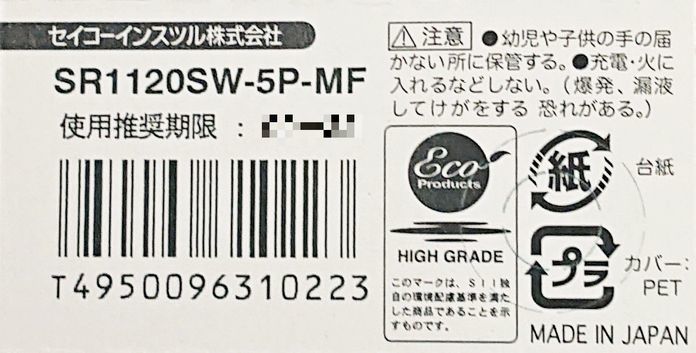 セイコーインスツル株式会社
SR1120SW-5P-MF
使用推奨期限 :
T4950096310223
注意 ●幼児や子供の手の届
かない所に保管する。●充電・火に
入れるなどしない。(爆発、漏液
してけがをする 恐れがある。)
Eco
Products
HIGH GRADE
このマークは、SII独
自の環境配慮基準を満た
した商品であることを示
すものです。
紙
台紙
プラ
カバー:
PET
MADE IN JAPAN